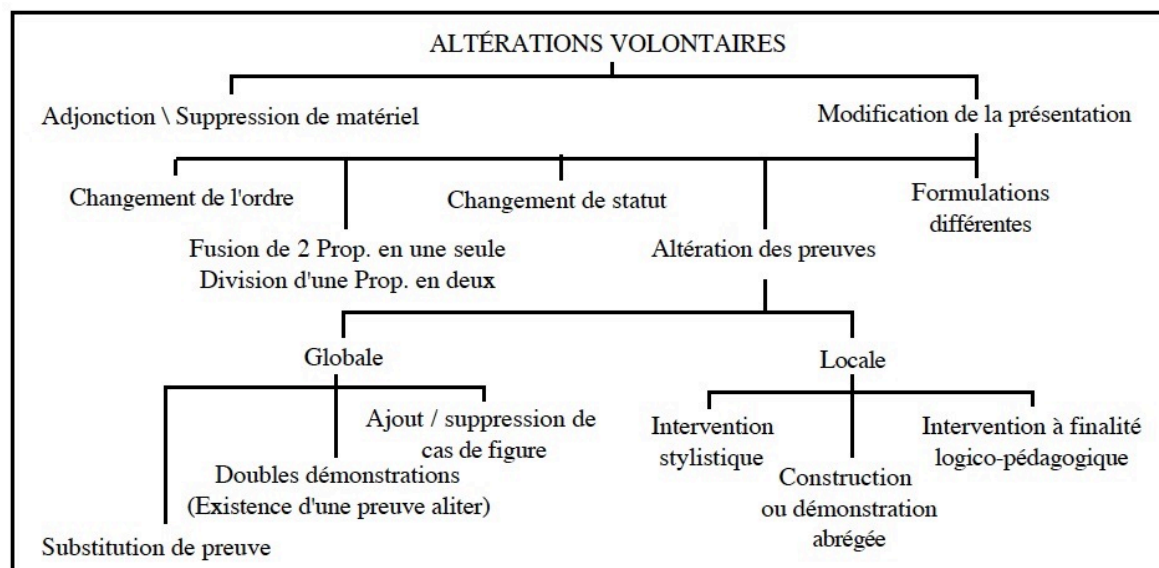 ALTÉRATIONS VOLONTAIRES
Adjonction \ Suppression de matériel
Modification de la présentation
Changement de l'ordre
Fusion de 2 Prop. en une seule
Division d'une Prop. en deux
Changement de statut
Altération des preuves
Formulations
différentes
Globale
Locale
Substitution de preuve
Doubles démonstrations
(Existence d'une preuve aliter)
Ajout / suppression de
cas de figure
Intervention
stylistique
Construction
ou démonstration
abrégée
Intervention à finalité
logico-pédagogique